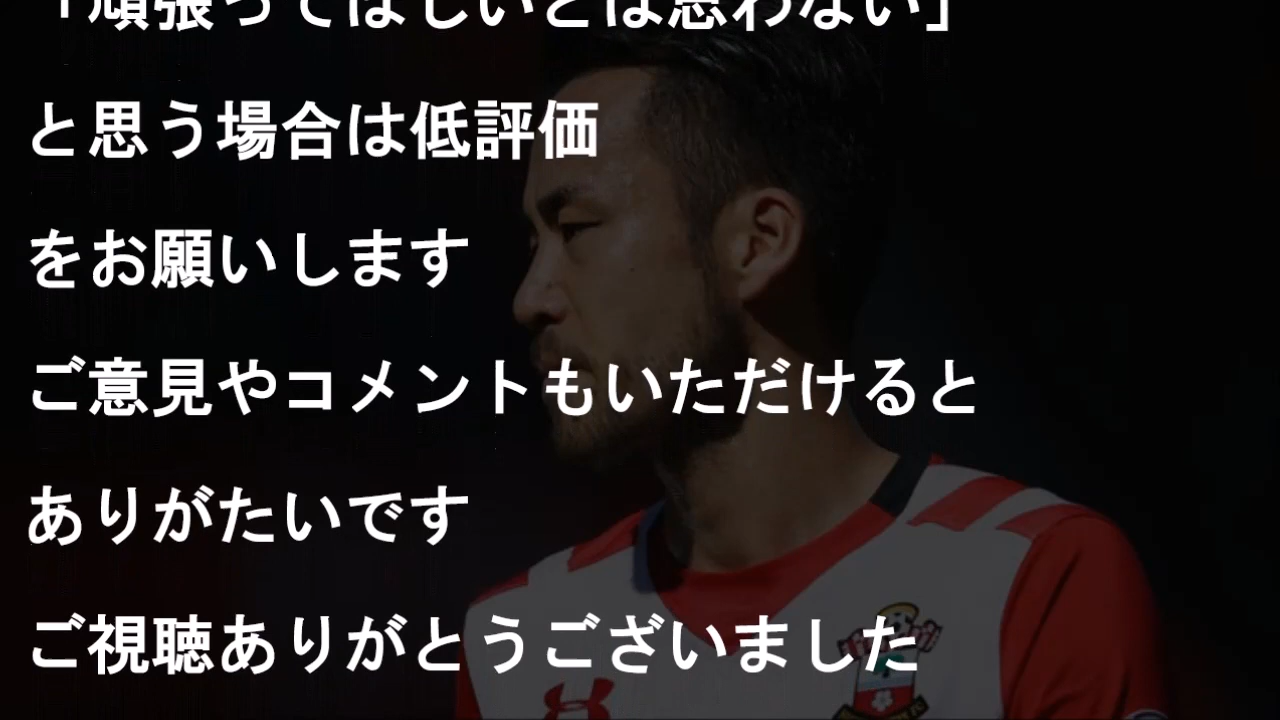 「頑張ってほしいとは思わない」
と思う場合は低評価
をお願いします
ご意見やコメントもいただけると
ありがたいです
ご視聴ありがとうございました